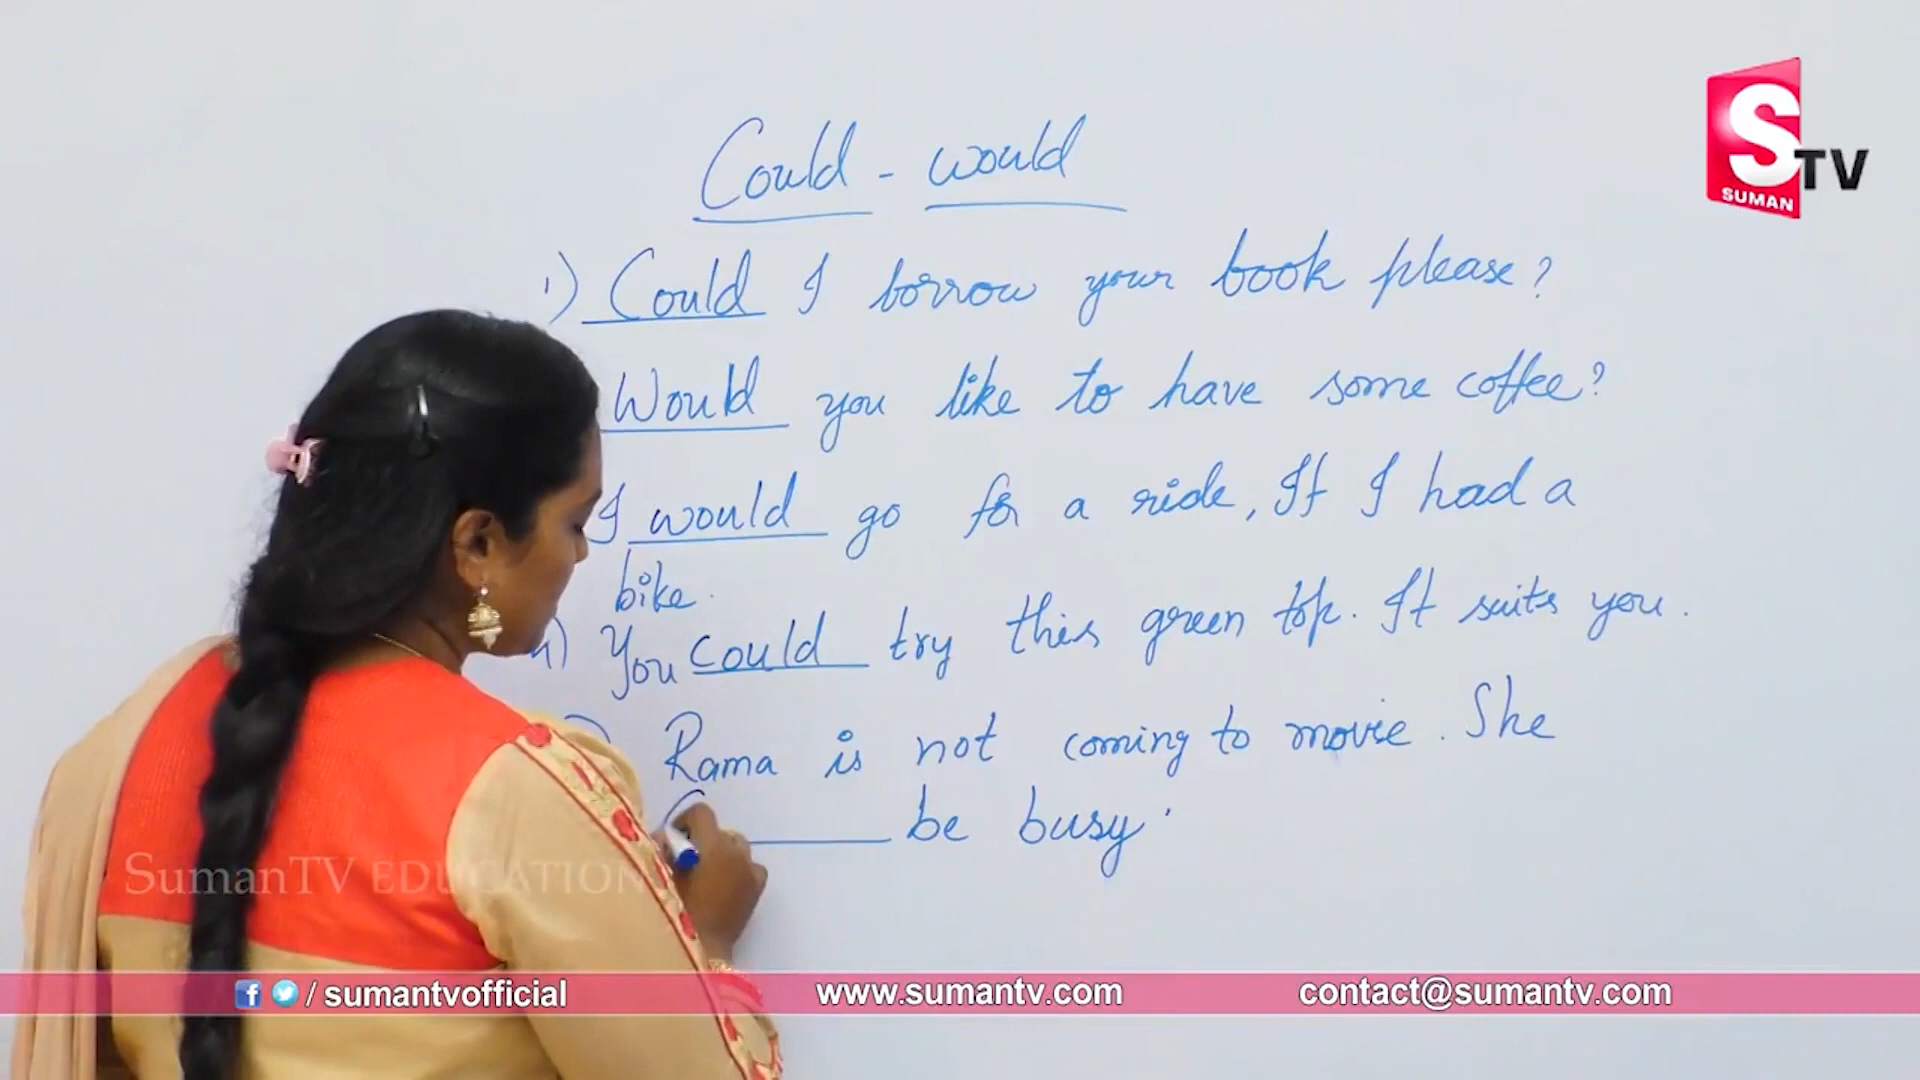 S
TV
SUMAN
Could - would
1) Could I borrow your book please?
Would you like to have some coffee?
I would go for a ride, If I had a
bike.
4) You could try this green top. It suits you.
Rama is not coming to movie. She
be busy.
SumanTV EDUCATION
/ sumantvofficial
www.sumantv.com
contact@sumantv.com